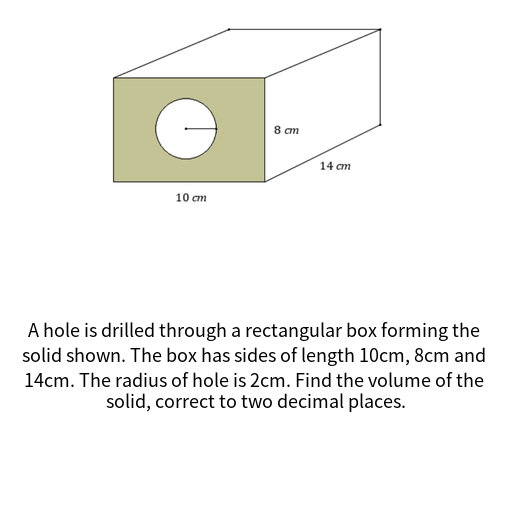 8 cm
14 cm
10 cm
A hole is drilled through a rectangular box forming the
solid shown. The box has sides of length 10cm, 8cm and
14cm. The radius of hole is 2cm. Find the volume of the
solid, correct to two decimal places.